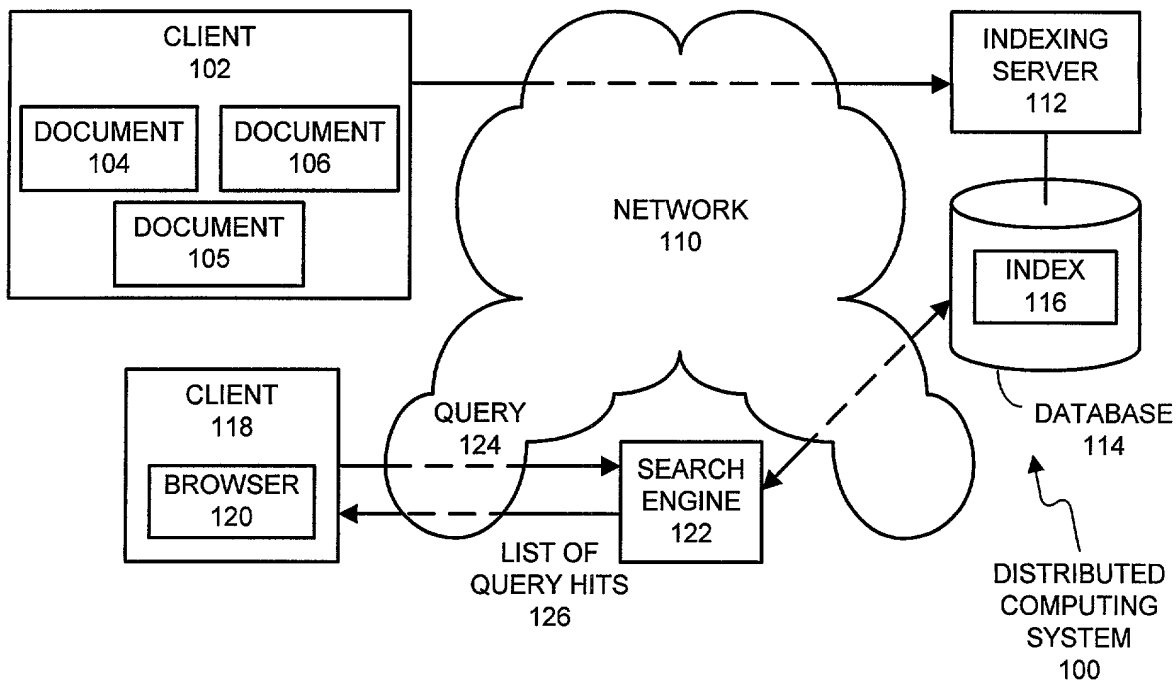 CLIENT
102
DOCUMENT
104
DOCUMENT
106
DOCUMENT
105
NETWORK
110
INDEXING
SERVER
112
INDEX
116
DATABASE
114
CLIENT
118
BROWSER
120
QUERY
124
LIST OF
QUERY HITS
126
SEARCH
ENGINE
122
DISTRIBUTED
COMPUTING
SYSTEM
100